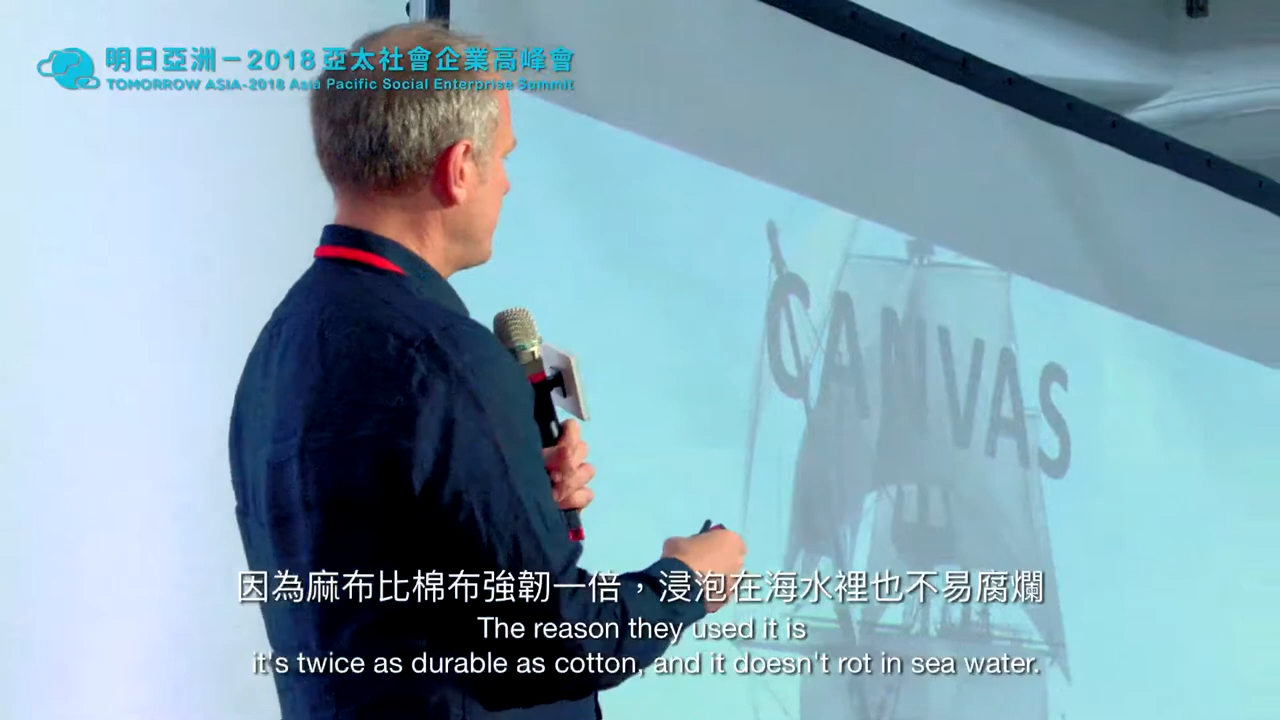 明日亞洲－2018亞太社會企業高峰會
TOMORROW ASIA-2018 Asia Pacific Social Enterprise Summit
CANVAS
因為麻布比棉布強韌一倍，浸泡在海水裡也不易腐爛
The reason they used it is
it's twice as durable as cotton, and it doesn't rot in sea water.